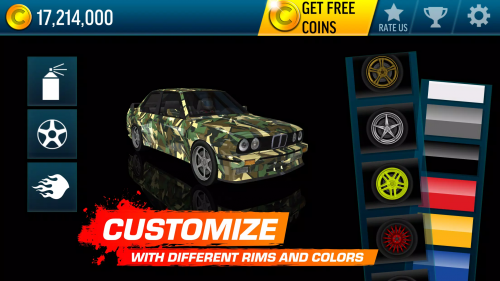 17,214,000
GET FREE
COINS
RATE US
CUSTOMIZE
WITH DIFFERENT RIMS AND COLORS